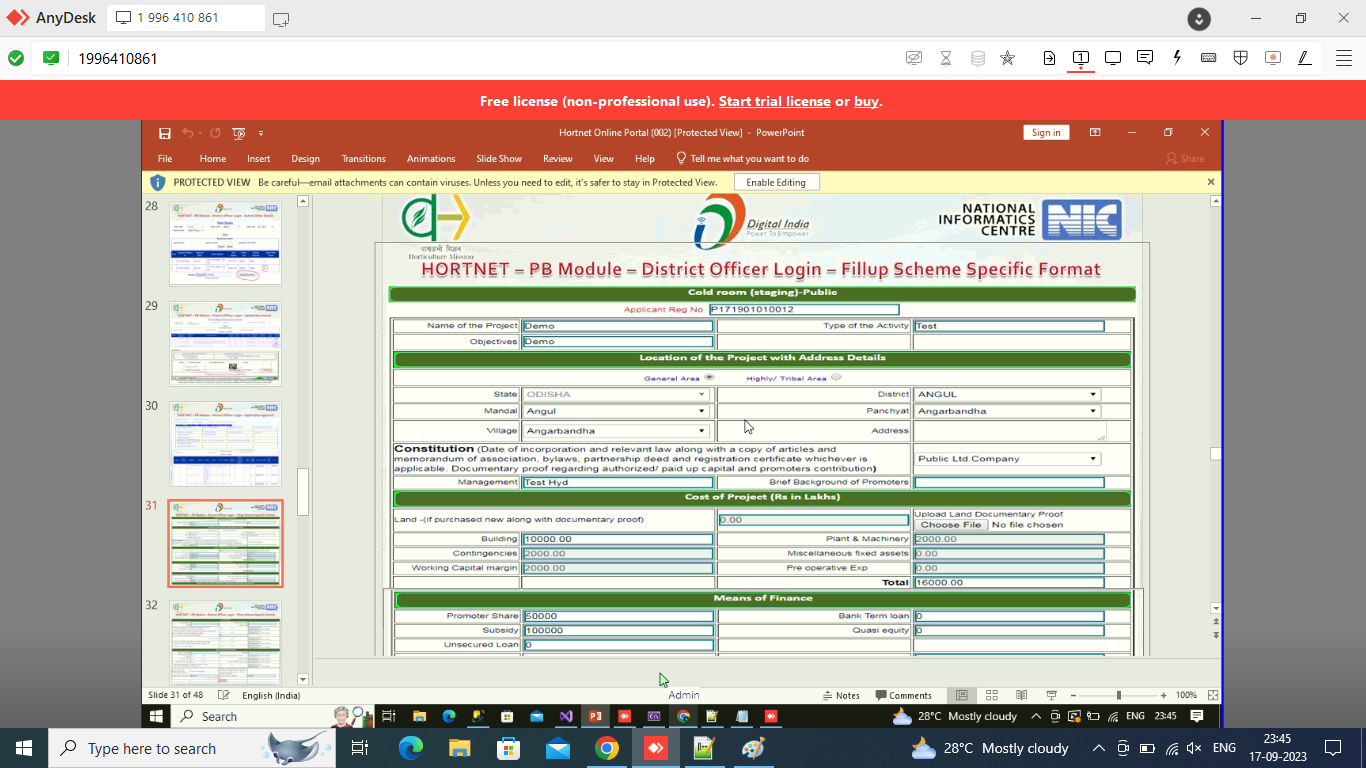 AnyDesk
1 996 410 861
1996410861
Free license (non-professional use). Start trial license or buy.
Hortnet Online Portal (002) [Protected View] - PowerPoint
Sign in
File Home Insert Design Transitions Animations Slide Show Review View Help Tell me what you want to do Share
PROTECTED VIEW Be careful—email attachments can contain viruses. Unless you need to edit, it's safer to stay in Protected View. Enable Editing
28
29
30
31
32
Digital India
Power To Empower
NATIONAL
INFORMATICS
CENTRE
NIC
Horticulture Mission
HORTNET – PB Module – District Officer Login – Fillup Scheme Specific Format
Cold room (staging)-Public
Applicant Reg No P171901010012
Name of the Project Demo Type of the Activity Test
Objectives Demo
Location of the Project with Address Details
General Area Highly/ Tribal Area
State ODISHA District ANGUL
Mandal Angul Panchyat Angarbandha
Village Angarbandha Address
Constitution (Date of incorporation and relevant law along with a copy of articles and
memorandum of association, bylaws, partnership deed and registration certificate whichever is
applicable. Documentary proof regarding authorized/ paid up capital and promoters contribution)
Public Ltd.Company
Management Test Hyd Brief Background of Promoters
Cost of Project (Rs in Lakhs)
Land -(if purchased new along with documentary proof) 0.00 Upload Land Documentary Proof
Choose File No file chosen
Building 10000.00 Plant & Machinery 2000.00
Contingencies 2000.00 Miscellaneous fixed assets 0.00
Working Capital margin 2000.00 Pre operative Exp 0.00
Total 16000.00
Means of Finance
Promoter Share 50000 Bank Term loan 0
Subsidy 100000 Quasi equity 0
Unsecured Loan 0
Admin
Slide 31 of 48 English (India) Notes Comments 100%
Search 28°C Mostly cloudy ENG 23:45
Type here to search 28°C Mostly cloudy ENG 23:45
17-09-2023